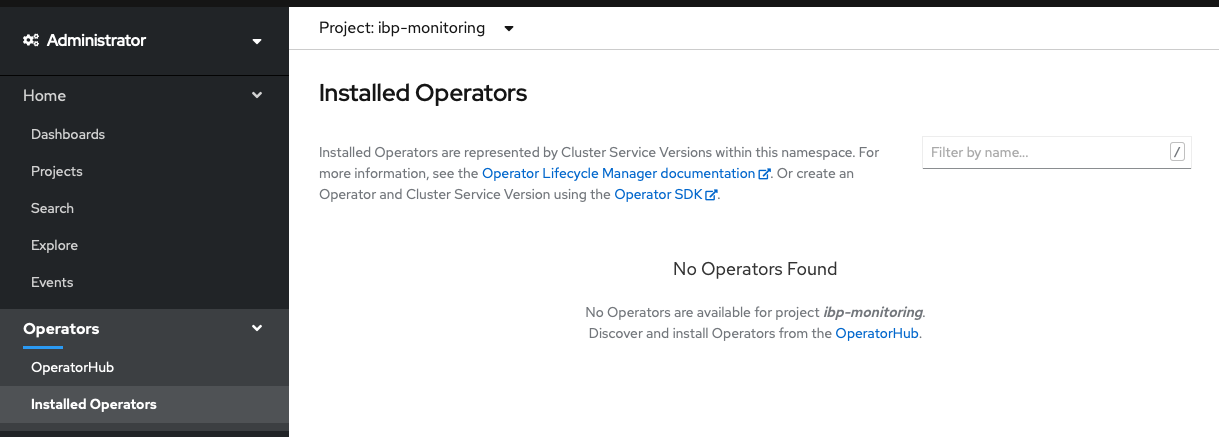 Administrator
Home
Dashboards
Projects
Search
Explore
Events
Operators
OperatorHub
Installed Operators
Project: ibp-monitoring
Installed Operators
Installed Operators are represented by Cluster Service Versions within this namespace. For
more information, see the Operator Lifecycle Manager documentation. Or create an
Operator and Cluster Service Version using the Operator SDK.
Filter by name...
/
No Operators Found
No Operators are available for project ibp-monitoring.
Discover and install Operators from the OperatorHub.